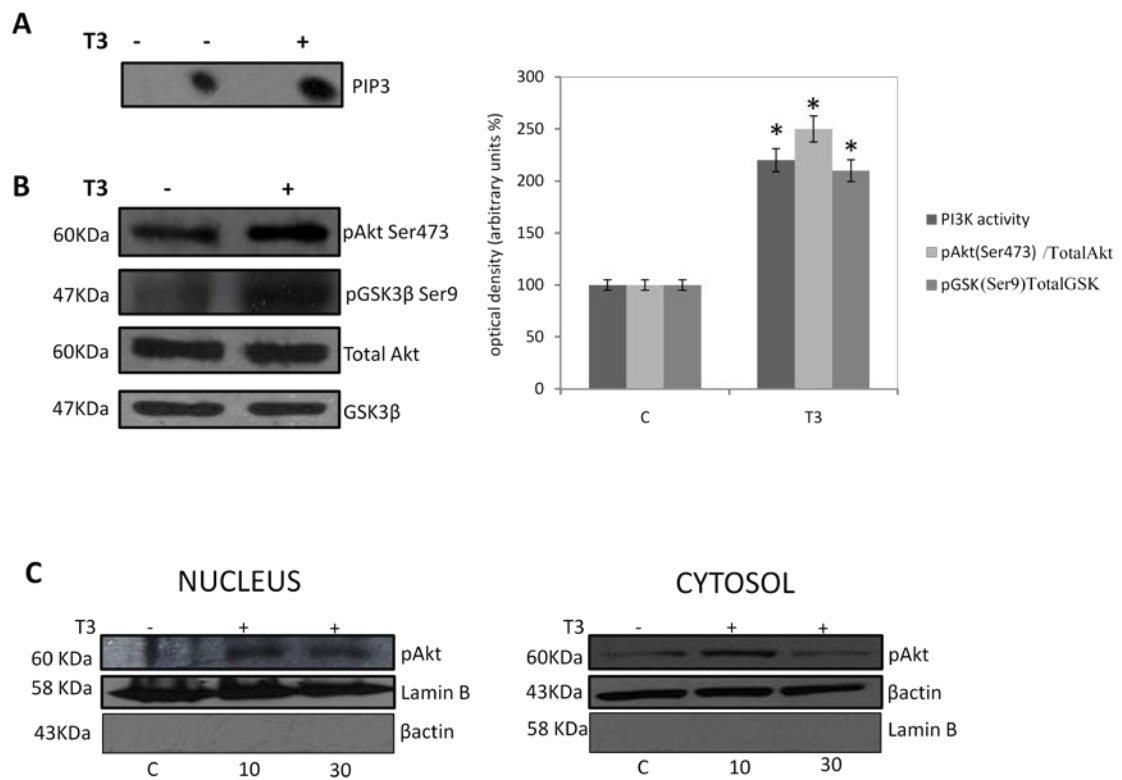 A
T3 - - +
PIP3
B
T3 - +
60KDa pAkt Ser473
47KDa pGSK3β Ser9
60KDa Total Akt
47KDa GSK3β
optical density (arbitrary units %)
300
250
200
150
100
50
0
* * *
C T3
PI3K activity
pAkt(Ser473) /TotalAkt
pGSK(Ser9)TotalGSK
C
NUCLEUS
T3 - + +
60 KDa pAkt
58 KDa Lamin B
43KDa βactin
C 10 30
CYTOSOL
T3 - + +
60KDa pAkt
43KDa βactin
58 KDa Lamin B
C 10 30